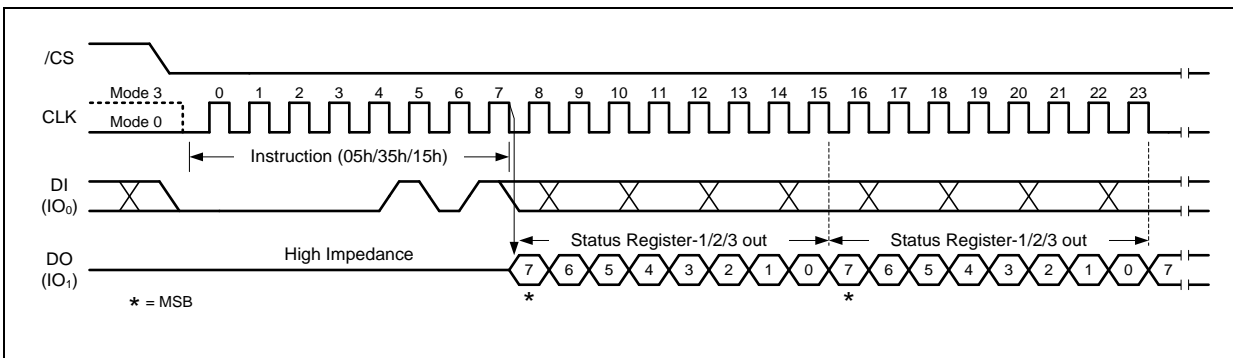 /CS
Mode 3
0 1 2 3 4 5 6 7 8 9 10 11 12 13 14 15 16 17 18 19 20 21 22 23
CLK
Mode 0
Instruction (05h/35h/15h)
DI
(IO₀)
Status Register-1/2/3 out Status Register-1/2/3 out
High Impedance
DO
(IO₁)
7 6 5 4 3 2 1 0 7 6 5 4 3 2 1 0 7
* *
* = MSB